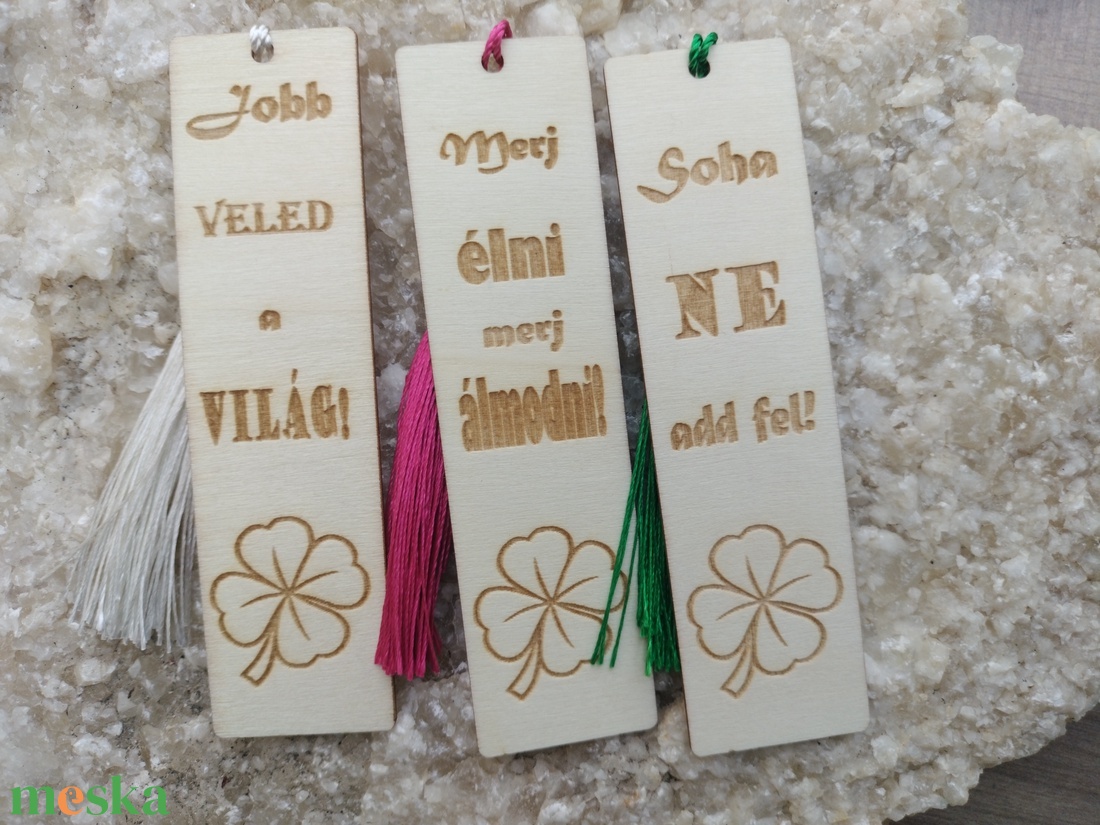 Jobb
VELED
a
VILÁG!
Merj
élni
merj
álmodni!
Soha
NE
add fel!
meska